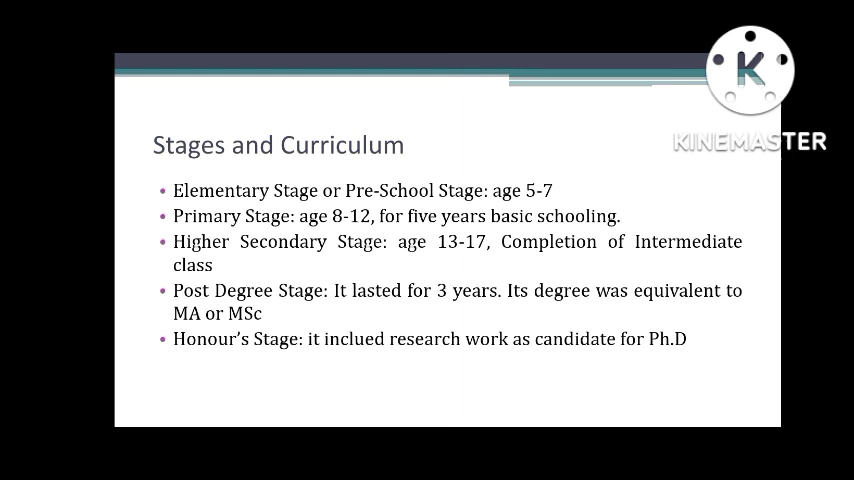 K
KINEMASTER
Stages and Curriculum
• Elementary Stage or Pre-School Stage: age 5-7
• Primary Stage: age 8-12, for five years basic schooling.
• Higher Secondary Stage: age 13-17, Completion of Intermediate
class
• Post Degree Stage: It lasted for 3 years. Its degree was equivalent to
MA or MSc
• Honour's Stage: it inclued research work as candidate for Ph.D